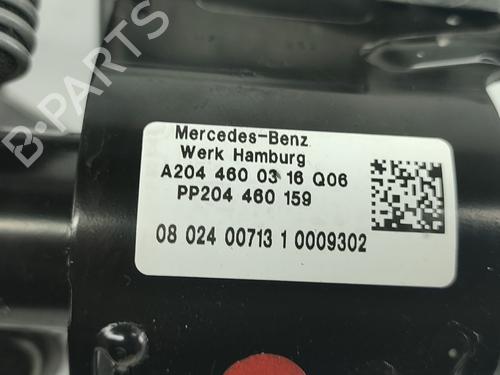 B-PARTS
Mercedes-Benz
Werk Hamburg
A204 460 03 16 Q06
PP204 460 159
08 024 00713 1 0009302